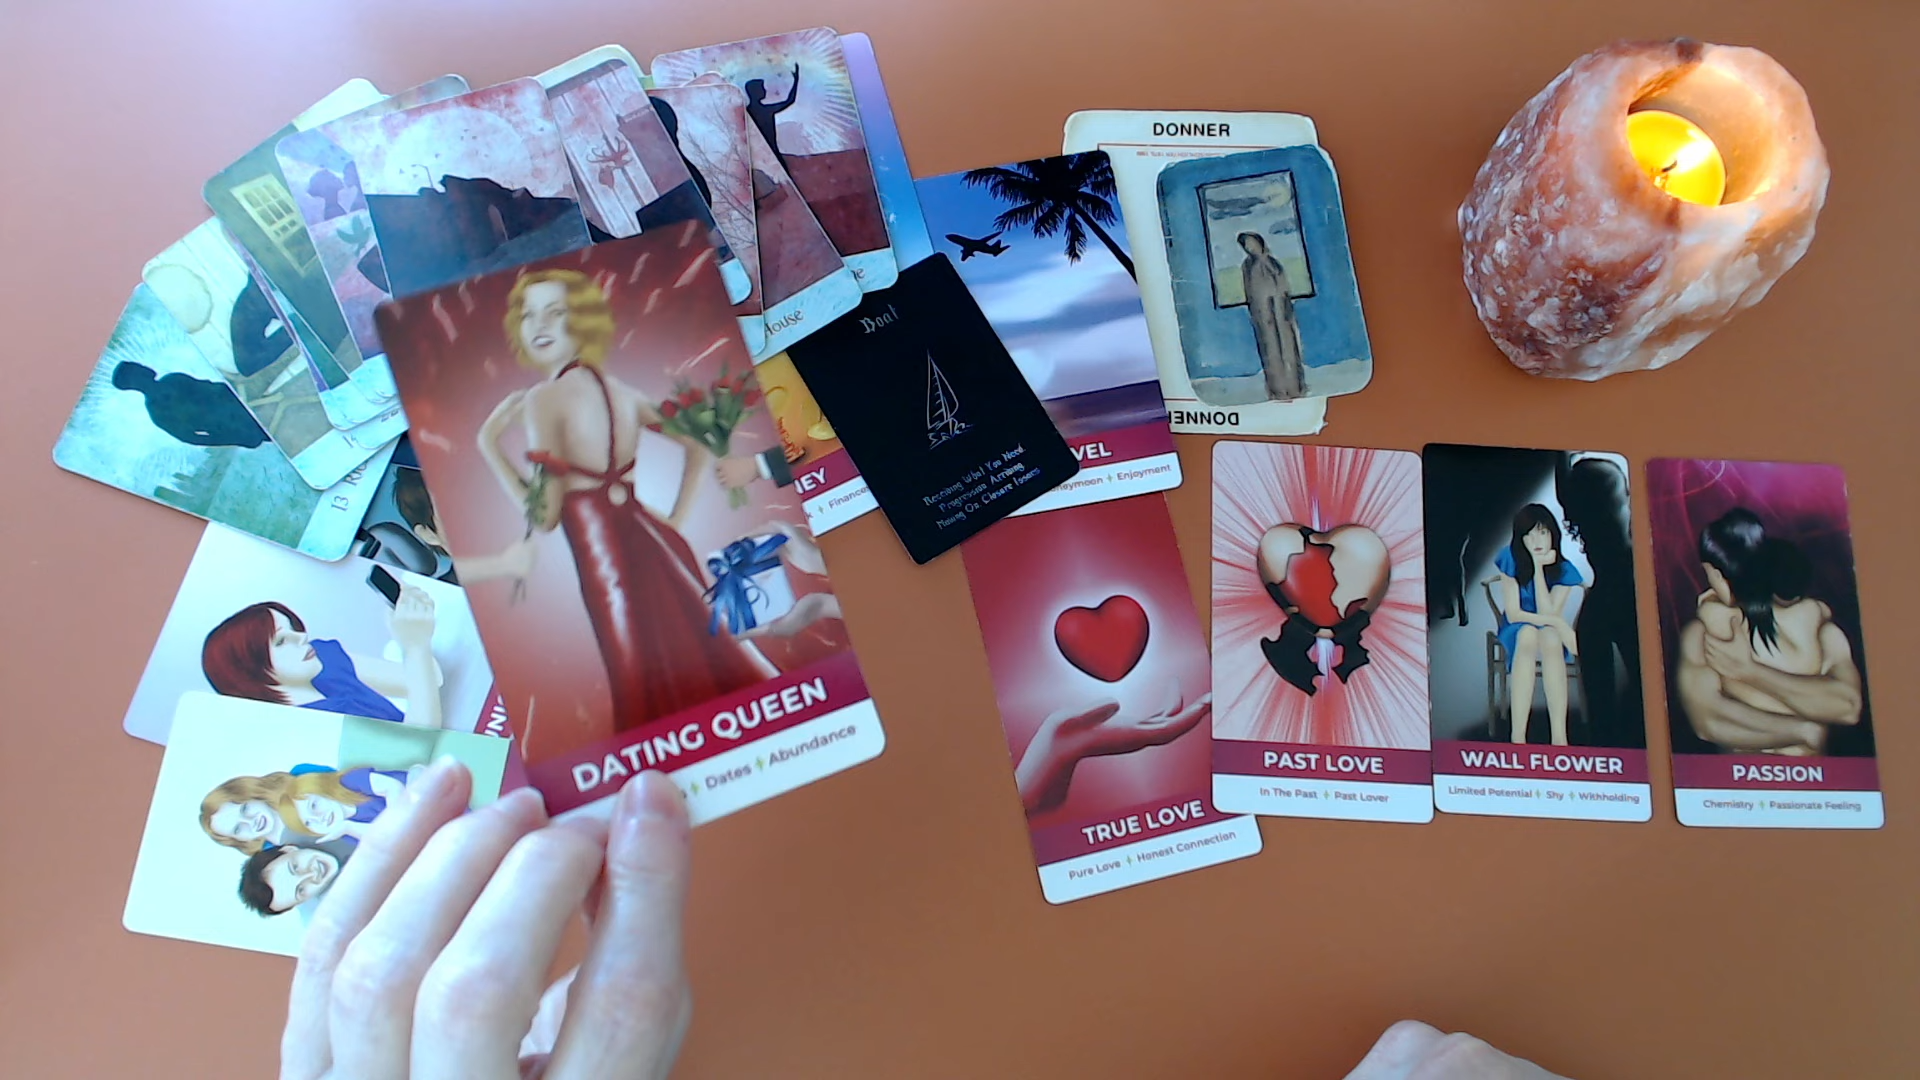 DONNER
DONNER
Boat
Receiving What You Need.
Progression Arriving
Moving On. Closure Issues
House
13
VEL
neymoon ✦ Enjoyment
NEY
Finances
DATING QUEEN
s ✦ Dates ✦ Abundance
TRUE LOVE
Pure Love ✦ Honest Connection
PAST LOVE
In The Past ✦ Past Lover
WALL FLOWER
Limited Potential ✦ Shy ✦ Withholding
PASSION
Chemistry ✦ Passionate Feeling